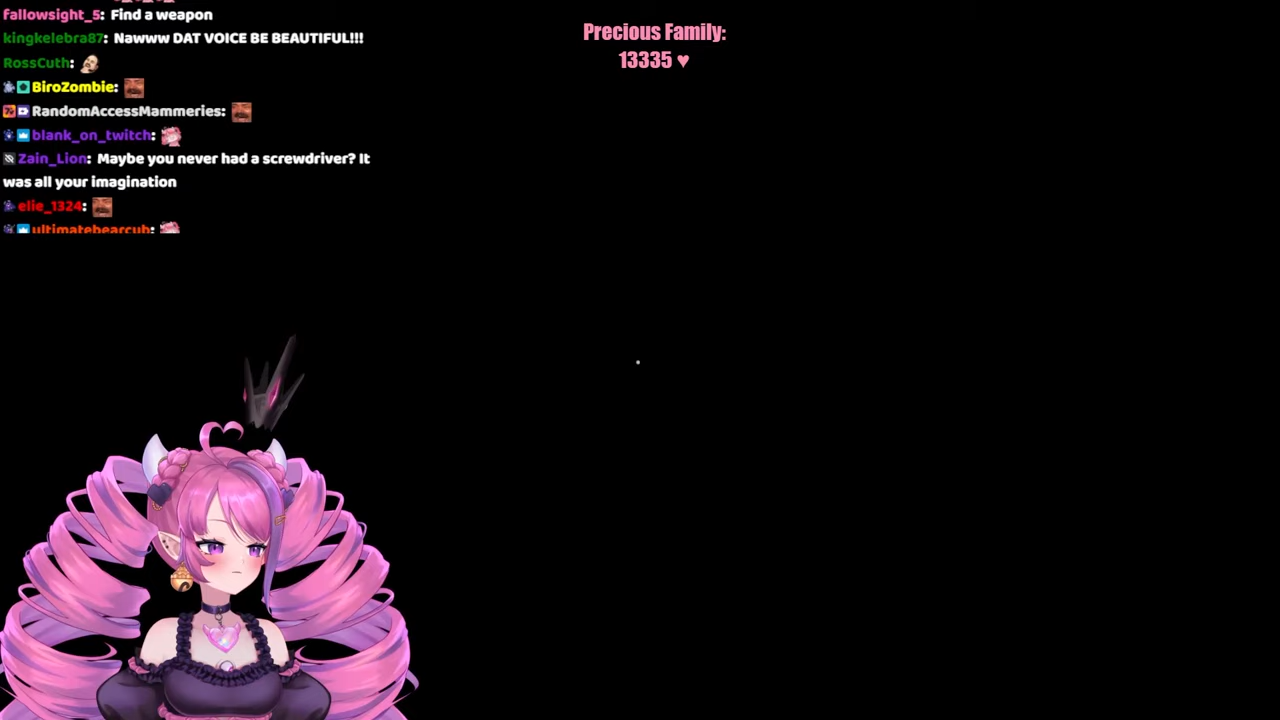 fallowsight_5: Find a weapon
kingkelebra87: Nawww DAT VOICE BE BEAUTIFUL!!!
RossCuth:
BiroZombie:
RandomAccessMammeries:
blank_on_twitch:
Zain_Lion: Maybe you never had a screwdriver? It
was all your imagination
elie_1324:
ultimatebearcub:
Precious Family:
13335 ♥